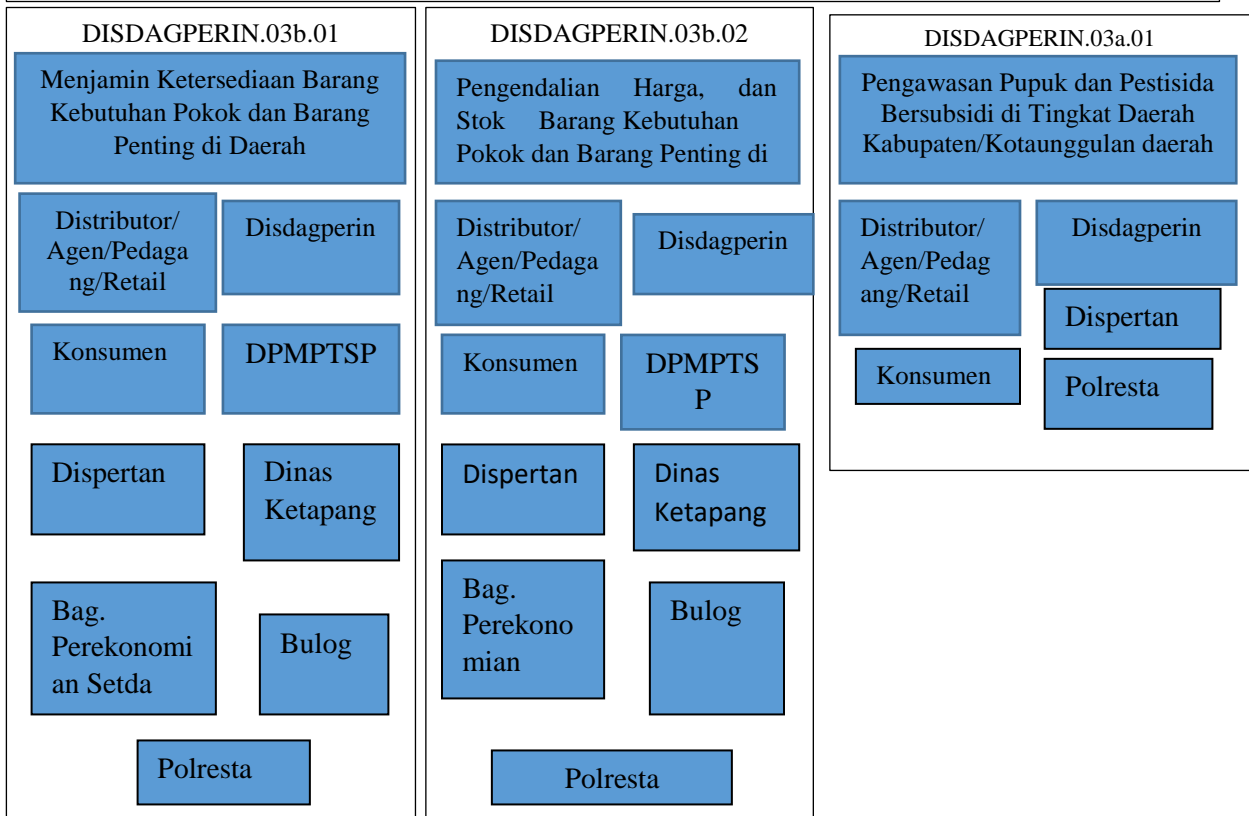 DISDAGPERIN.03b.01
Menjamin Ketersediaan Barang
Kebutuhan Pokok dan Barang
Penting di Daerah
Distributor/
Agen/Pedaga
ng/Retail
Disdagperin
Konsumen
DPMPTSP
Dispertan
Dinas
Ketapang
Bag.
Perekonomi
an Setda
Bulog
Polresta
DISDAGPERIN.03b.02
Pengendalian Harga, dan
Stok Barang Kebutuhan
Pokok dan Barang Penting di
Distributor/
Agen/Pedaga
ng/Retail
Disdagperin
Konsumen
DPMPTS
P
Dispertan
Dinas
Ketapang
Bag.
Perekono
mian
Bulog
Polresta
DISDAGPERIN.03a.01
Pengawasan Pupuk dan Pestisida
Bersubsidi di Tingkat Daerah
Kabupaten/Kotaunggulan daerah
Distributor/
Agen/Pedag
ang/Retail
Disdagperin
Dispertan
Konsumen
Polresta